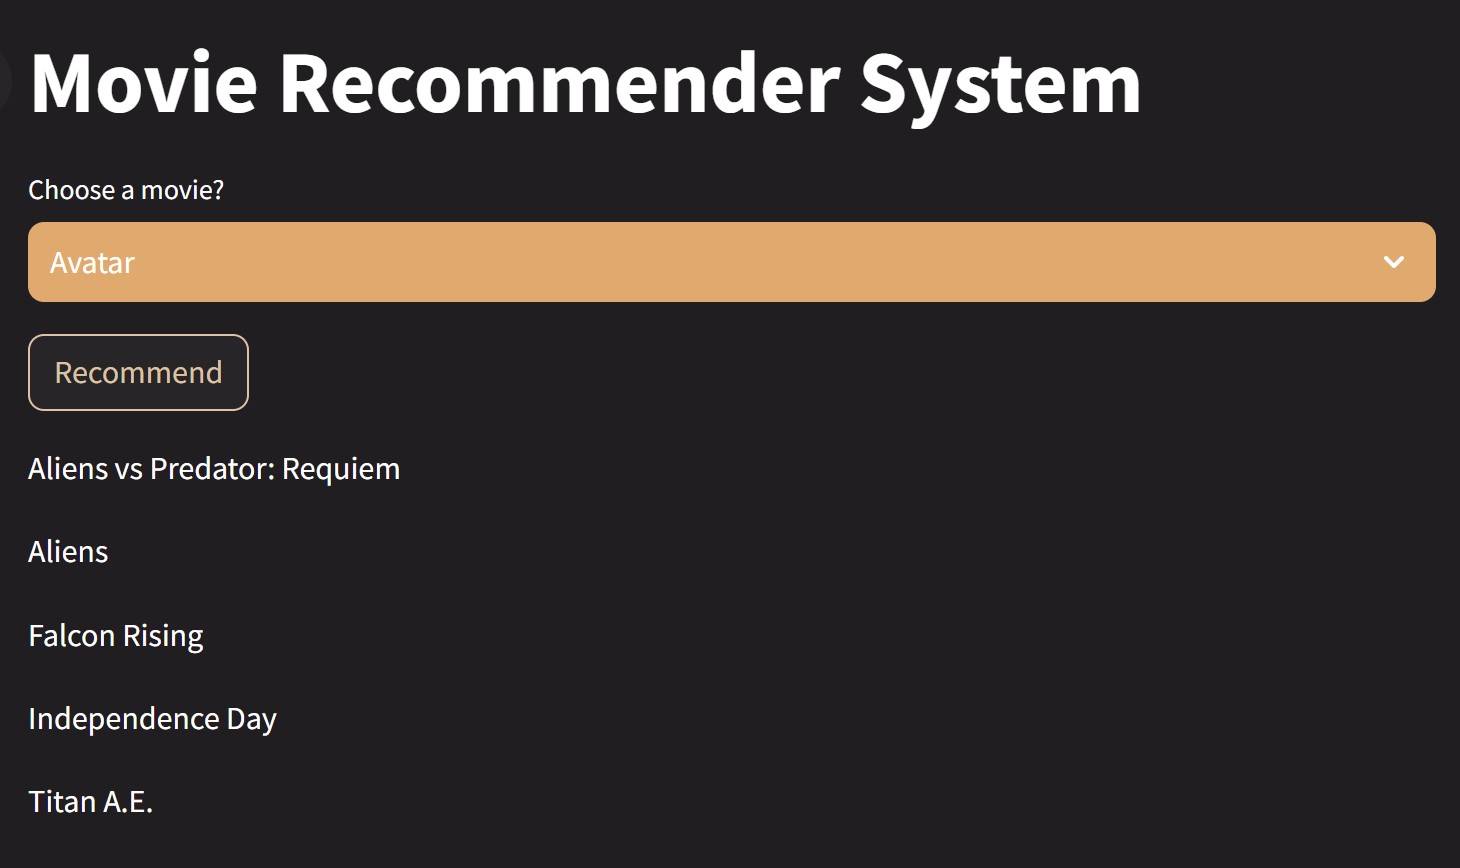 Movie Recommender System
Choose a movie?
Avatar
Recommend
Aliens vs Predator: Requiem
Aliens
Falcon Rising
Independence Day
Titan A.E.